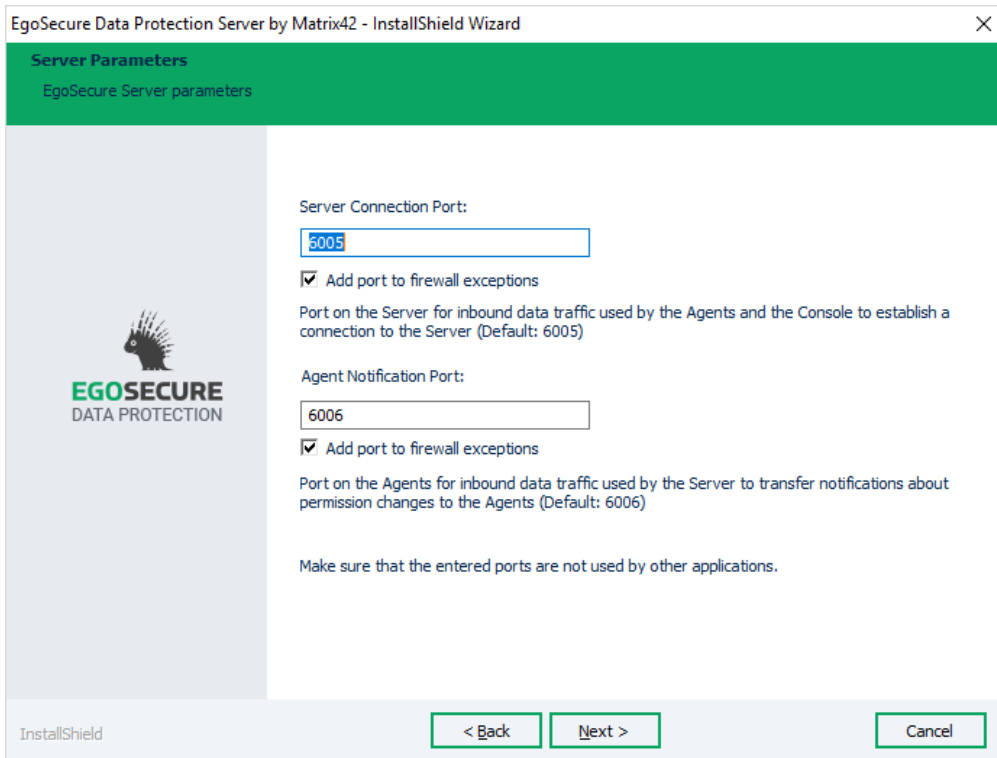 EgoSecure Data Protection Server by Matrix42 - InstallShield Wizard
Server Parameters
EgoSecure Server parameters
Server Connection Port:
6005
Add port to firewall exceptions
Port on the Server for inbound data traffic used by the Agents and the Console to establish a
connection to the Server (Default: 6005)
EGOSECURE
DATA PROTECTION
Agent Notification Port:
6006
Add port to firewall exceptions
Port on the Agents for inbound data traffic used by the Server to transfer notifications about
permission changes to the Agents (Default: 6006)
Make sure that the entered ports are not used by other applications.
InstallShield
< Back
Next >
Cancel